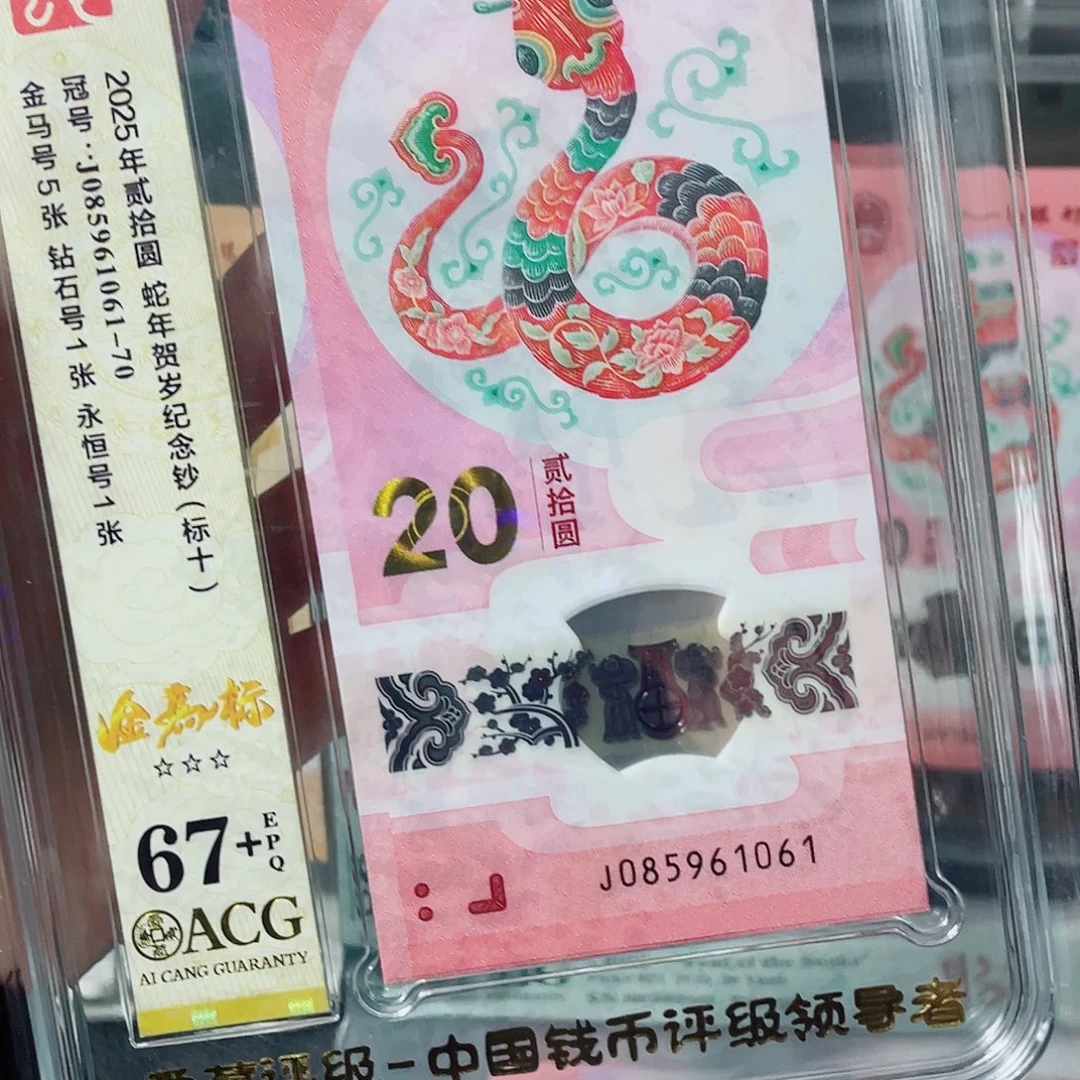 2025年贰拾圆 蛇年贺岁纪念钞(标十)
冠号:J085961061-70
金马号5张 钻石号1张 永恒号1张
金标
☆☆☆
67+EPQ
ACG
AI CANG GUARANTY
20
贰拾圆
J085961061
评级-中国钱币评级领导者